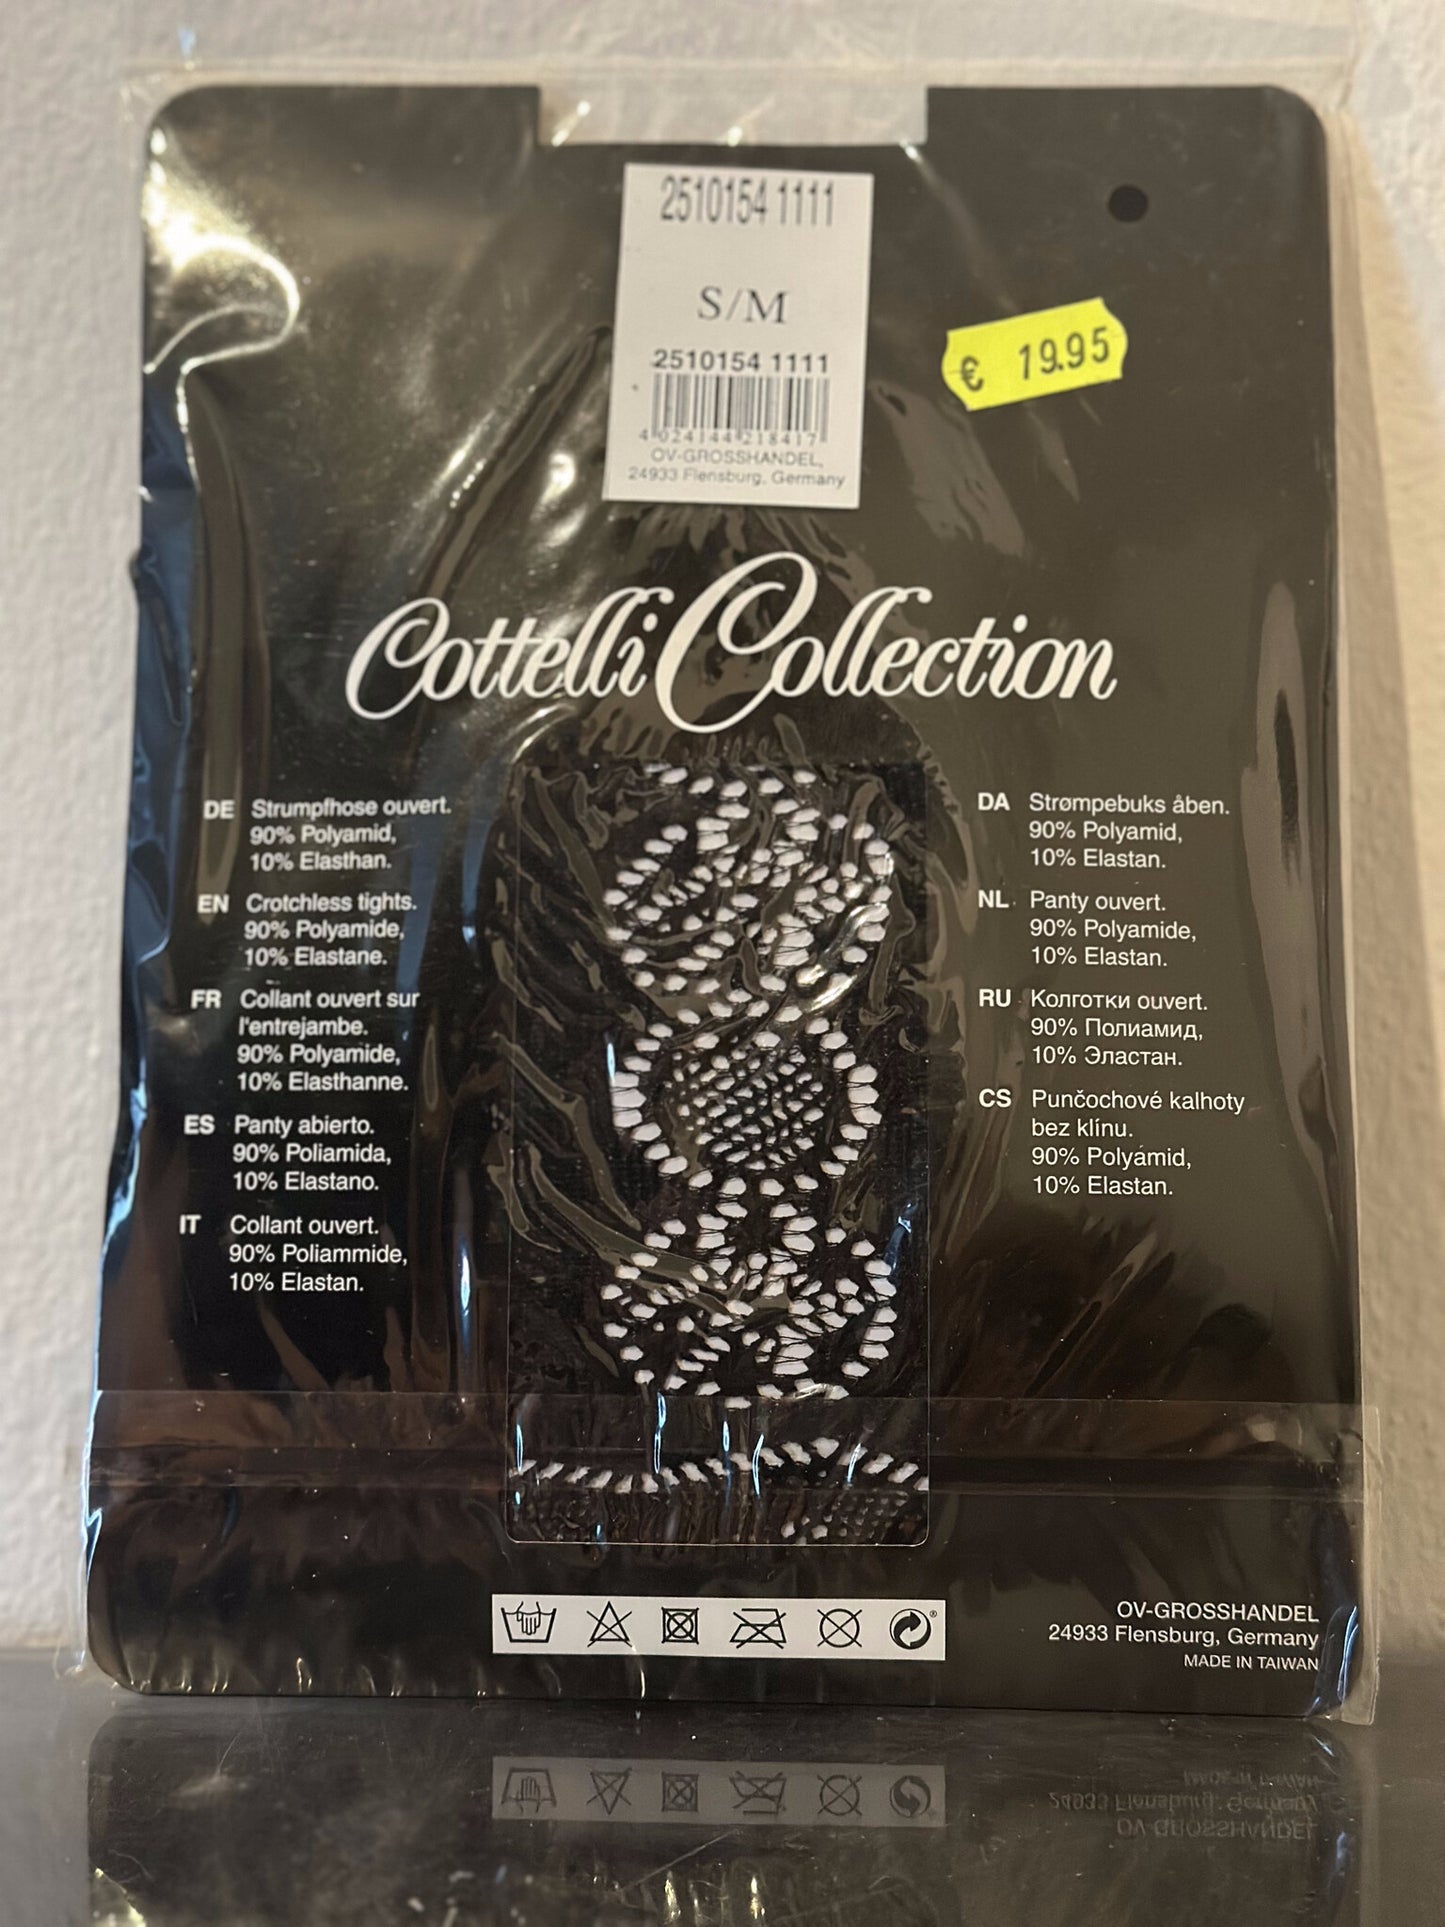 2510154 1111
S/M
2510154 1111
4 024144 218417
OV-GROSSHANDEL,
24933 Flensburg, Germany
€ 19.95
Cottelli Collection
DE Strumpfhose ouvert.
90% Polyamid,
10% Elasthan.
EN Crotchless tights.
90% Polyamide,
10% Elastane.
FR Collant ouvert sur
l'entrejambe.
90% Polyamide,
10% Elasthanne.
ES Panty abierto.
90% Poliamida,
10% Elastano.
IT Collant ouvert.
90% Poliammide,
10% Elastan.
DA Strømpebuks åben.
90% Polyamid,
10% Elastan.
NL Panty ouvert.
90% Polyamide,
10% Elastan.
RU Колготки ouvert.
90% Полиамид,
10% Эластан.
CS Punčochové kalhoty
bez klínu.
90% Polyamid,
10% Elastan.
OV-GROSSHANDEL
24933 Flensburg, Germany
MADE IN TAIWAN